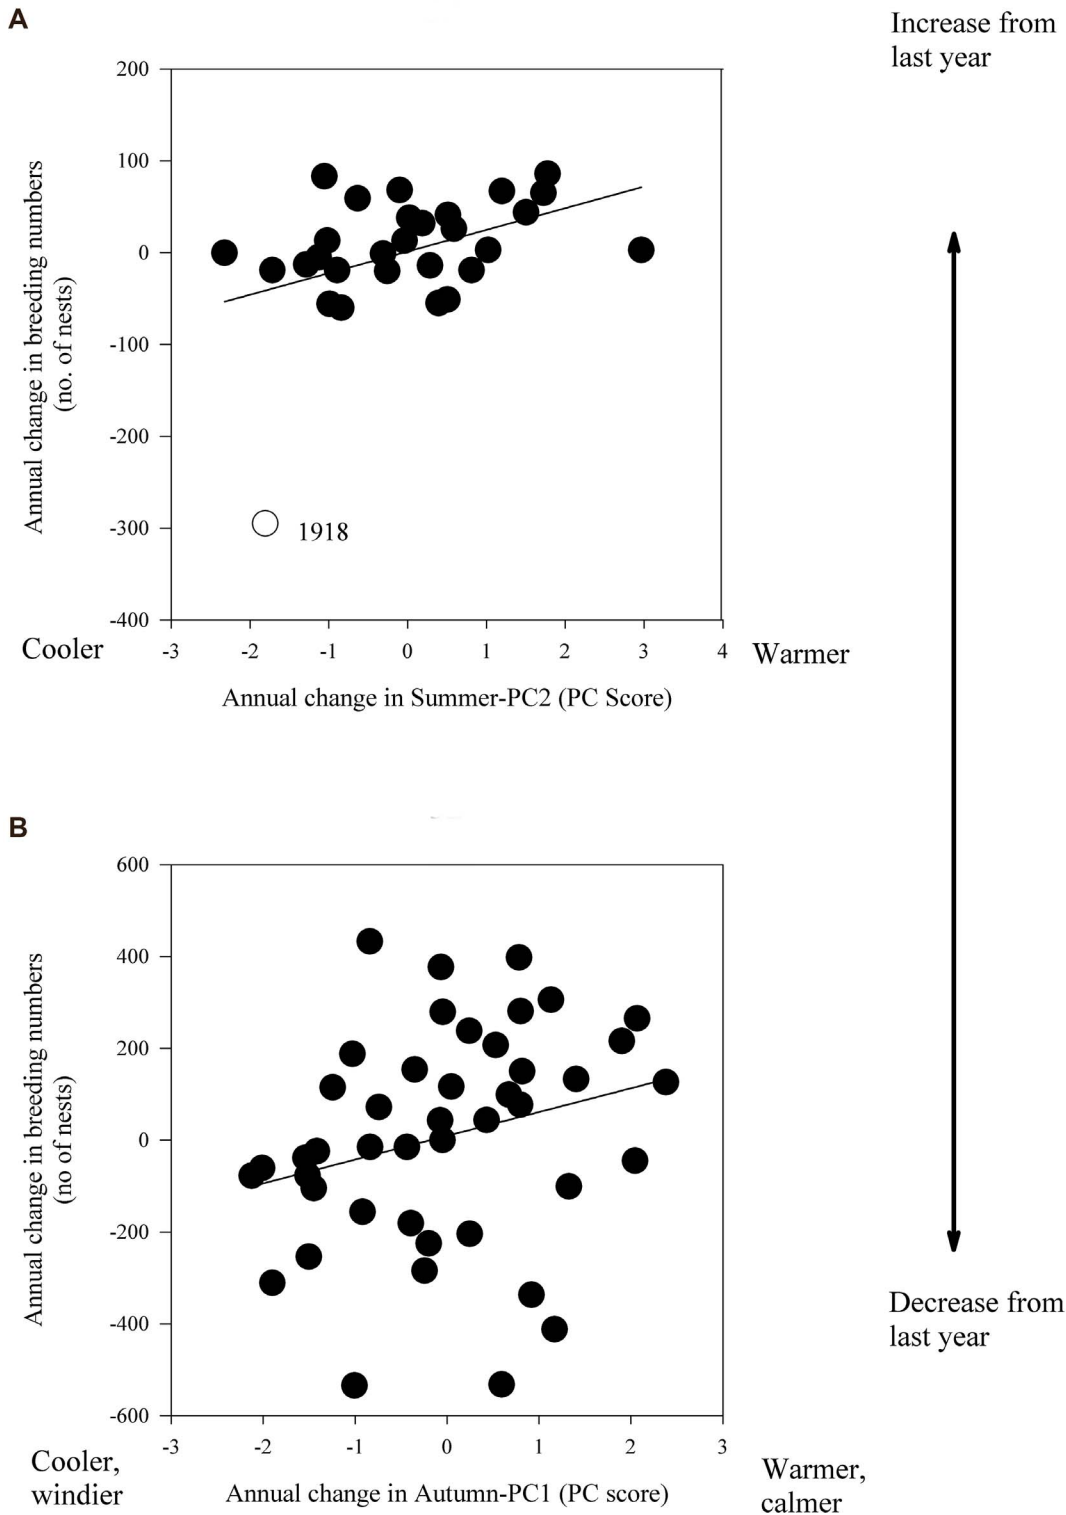 A
Increase from
last year
200
100
0
-100
-200
-300
-400
Annual change in breeding numbers
(no. of nests)
1918
Cooler
-3 -2 -1 0 1 2 3 4
Warmer
Annual change in Summer-PC2 (PC Score)
B
600
400
200
0
-200
-400
-600
Annual change in breeding numbers
(no of nests)
Decrease from
last year
-3 -2 -1 0 1 2 3
Cooler,
windier
Annual change in Autumn-PC1 (PC score)
Warmer,
calmer